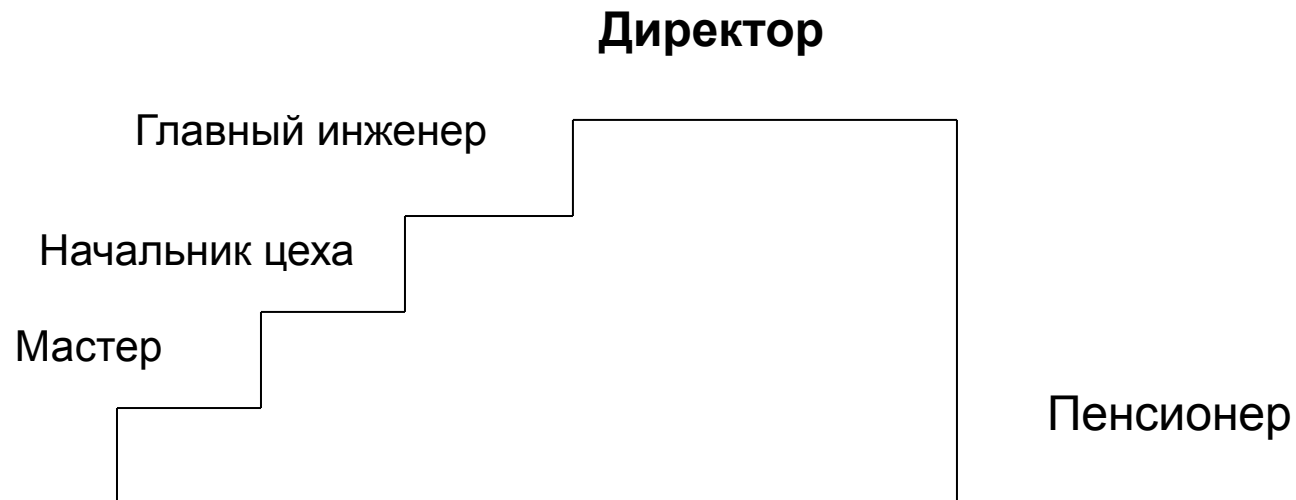 Директор
Главный инженер
Начальник цеха
Мастер
Пенсионер